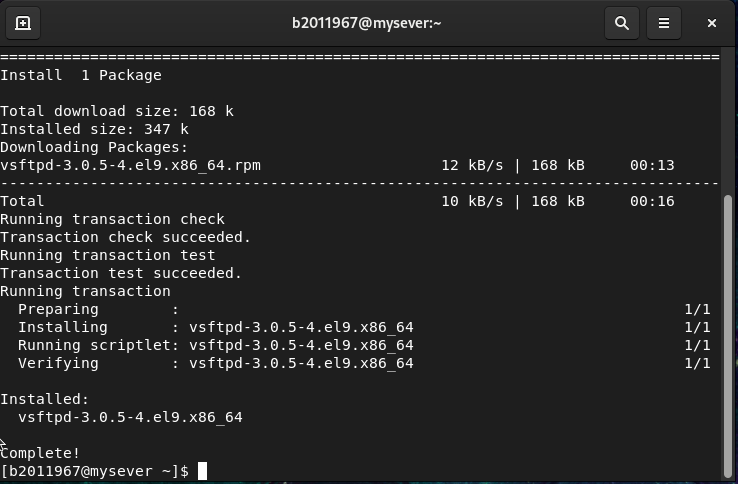 b2011967@mysever:~
================================================================================
Install  1 Package
Total download size: 168 k
Installed size: 347 k
Downloading Packages:
vsftpd-3.0.5-4.el9.x86_64.rpm                    12 kB/s | 168 kB     00:13
--------------------------------------------------------------------------------
Total                                            10 kB/s | 168 kB     00:16
Running transaction check
Transaction check succeeded.
Running transaction test
Transaction test succeeded.
Running transaction
  Preparing        :                                                        1/1
  Installing       : vsftpd-3.0.5-4.el9.x86_64                              1/1
  Running scriptlet: vsftpd-3.0.5-4.el9.x86_64                              1/1
  Verifying        : vsftpd-3.0.5-4.el9.x86_64                              1/1
Installed:
  vsftpd-3.0.5-4.el9.x86_64
Complete!
[b2011967@mysever ~]$